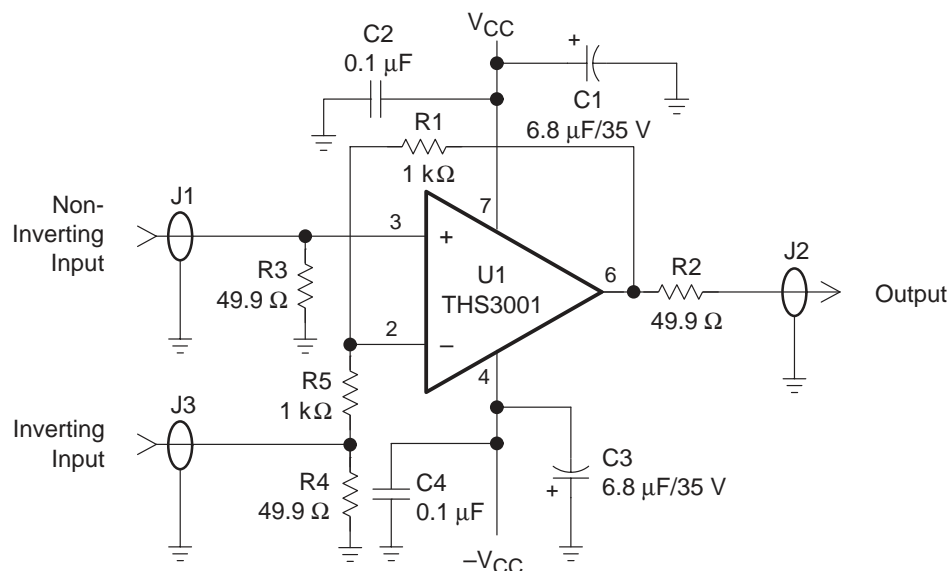 VCC
C2
0.1 μF
+
C1
6.8 μF/35 V
R1
1 kΩ
Non-
Inverting
Input
J1
3
+
7
R3
49.9 Ω
U1
THS3001
6
R2
49.9 Ω
J2
Output
2
−
4
R5
1 kΩ
Inverting
Input
J3
R4
49.9 Ω
C4
0.1 μF
C3
6.8 μF/35 V
+
−VCC